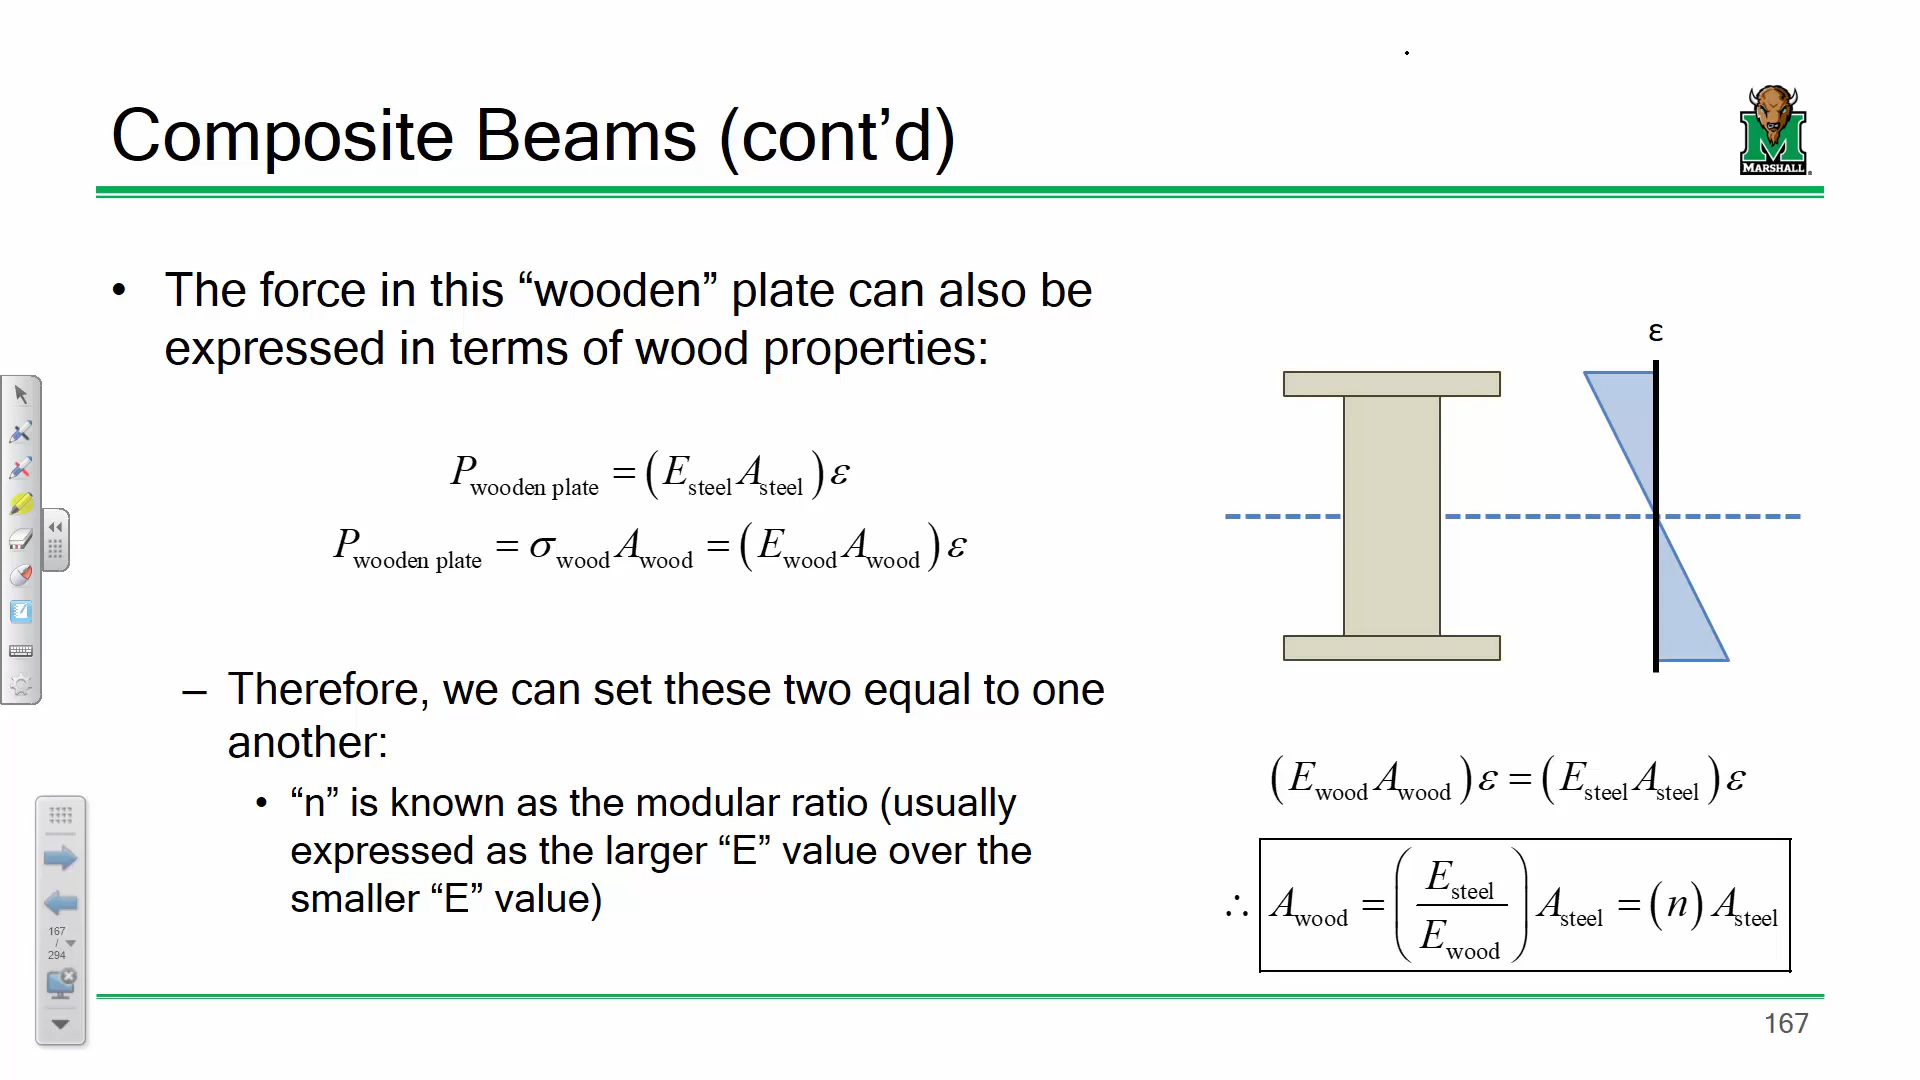 Composite Beams (cont’d)
MARSHALL
• The force in this “wooden” plate can also be
expressed in terms of wood properties:
P_wooden plate = (E_steel A_steel) ε
P_wooden plate = σ_wood A_wood = (E_wood A_wood) ε
– Therefore, we can set these two equal to one
another:
• “n” is known as the modular ratio (usually
expressed as the larger “E” value over the
smaller “E” value)
ε
(E_wood A_wood) ε = (E_steel A_steel) ε
∴ A_wood = (E_steel / E_wood) A_steel = (n) A_steel
167
/
294
167